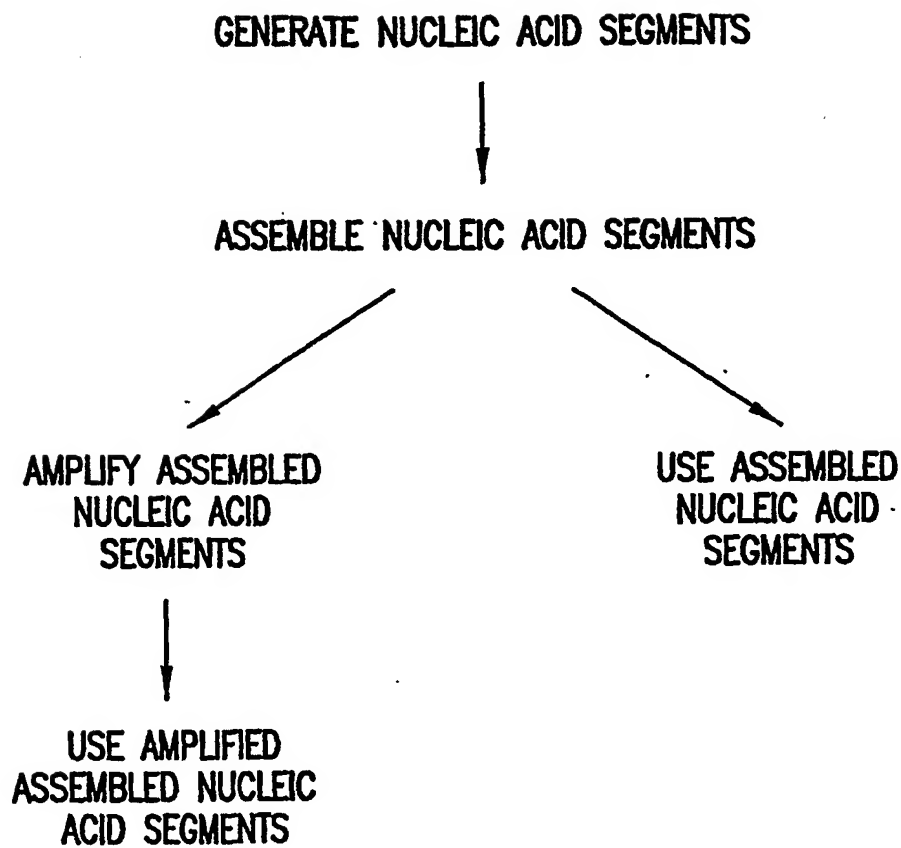 GENERATE NUCLEIC ACID SEGMENTS
ASSEMBLE NUCLEIC ACID SEGMENTS
AMPLIFY ASSEMBLED
NUCLEIC ACID
SEGMENTS
USE ASSEMBLED
NUCLEIC ACID
SEGMENTS
USE AMPLIFIED
ASSEMBLED NUCLEIC
ACID SEGMENTS